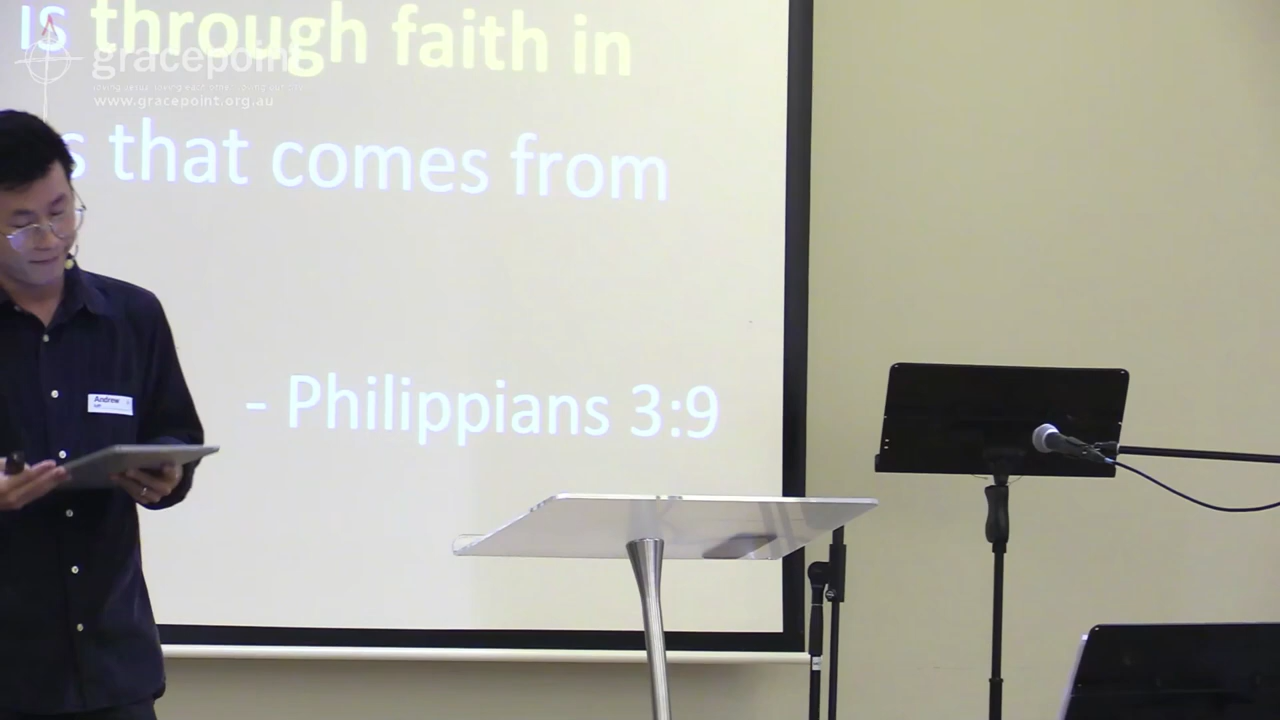 is through faith in
gracepoint
www.gracepoint.org.au
s that comes from
Andrew
- Philippians 3:9